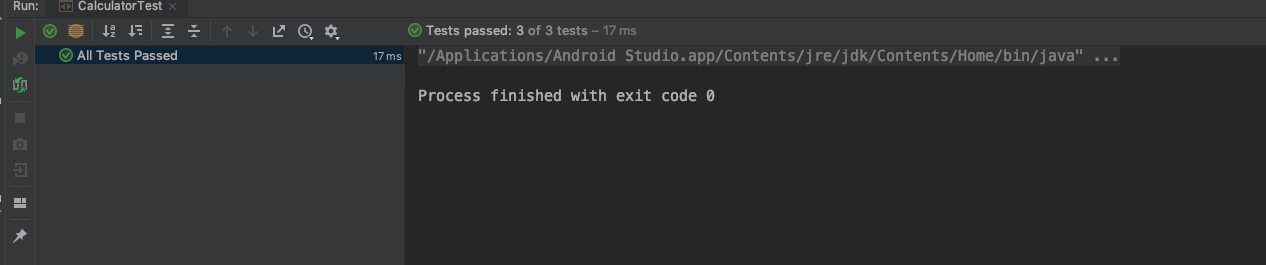 Run: CalculatorTest
Tests passed: 3 of 3 tests – 17 ms
All Tests Passed 17 ms
"/Applications/Android Studio.app/Contents/jre/jdk/Contents/Home/bin/java" ...
Process finished with exit code 0